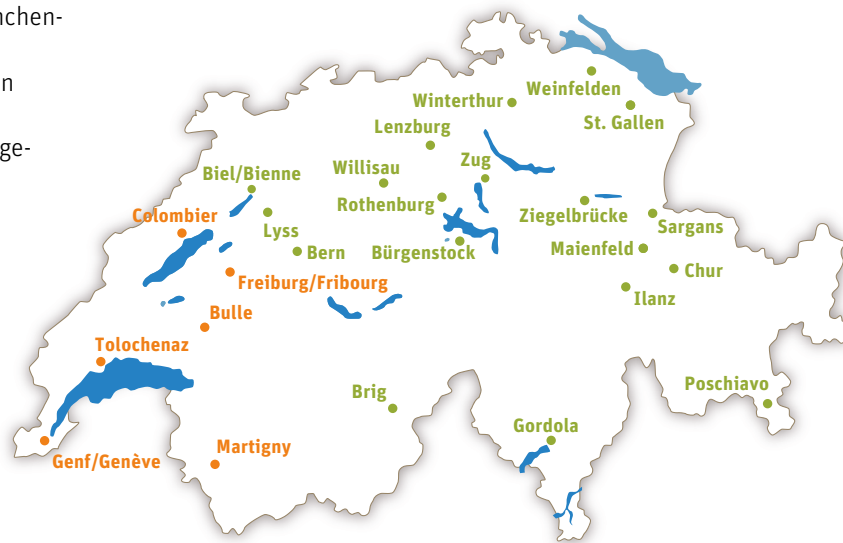 nchen-
n
ge-
Weinfelden
Winterthur
St. Gallen
Lenzburg
Zug
Willisau
Biel/Bienne
Rothenburg
Ziegelbrücke
Colombier
Sargans
Lyss
Bern
Bürgenstock
Maienfeld
Chur
Freiburg/Fribourg
Ilanz
Bulle
Tolochenaz
Poschiavo
Brig
Gordola
Martigny
Genf/Genève